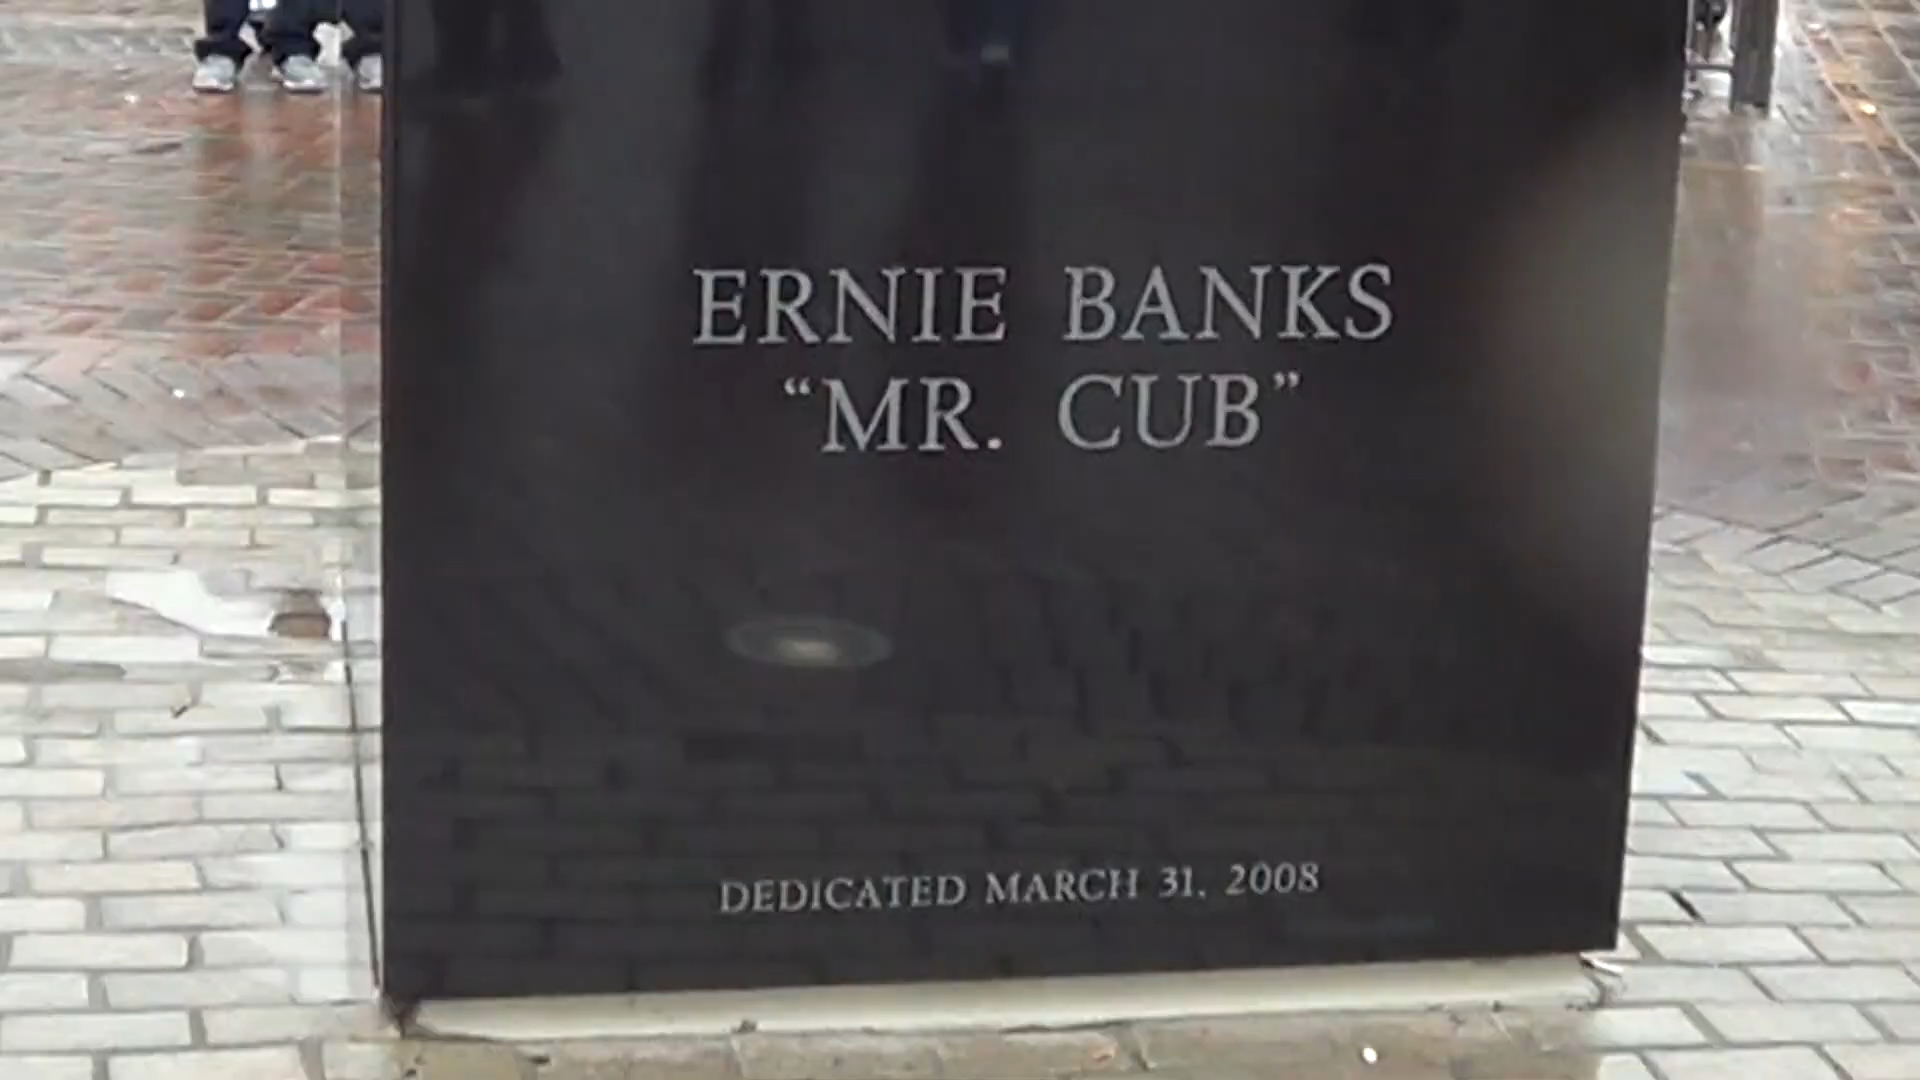 ERNIE BANKS
“MR. CUB”
DEDICATED MARCH 31, 2008